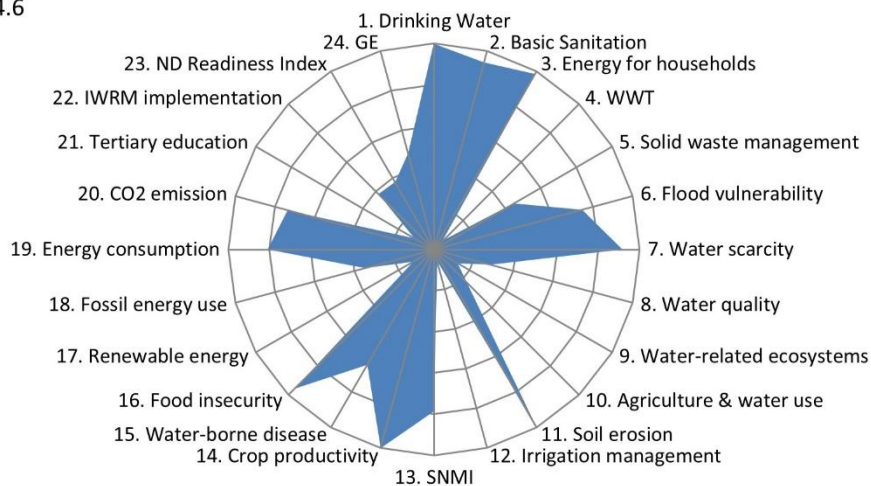 4.6
1. Drinking Water
2. Basic Sanitation
3. Energy for households
4. WWT
5. Solid waste management
6. Flood vulnerability
7. Water scarcity
8. Water quality
9. Water-related ecosystems
10. Agriculture & water use
11. Soil erosion
12. Irrigation management
13. SNMI
14. Crop productivity
15. Water-borne disease
16. Food insecurity
17. Renewable energy
18. Fossil energy use
19. Energy consumption
20. CO2 emission
21. Tertiary education
22. IWRM implementation
23. ND Readiness Index
24. GE